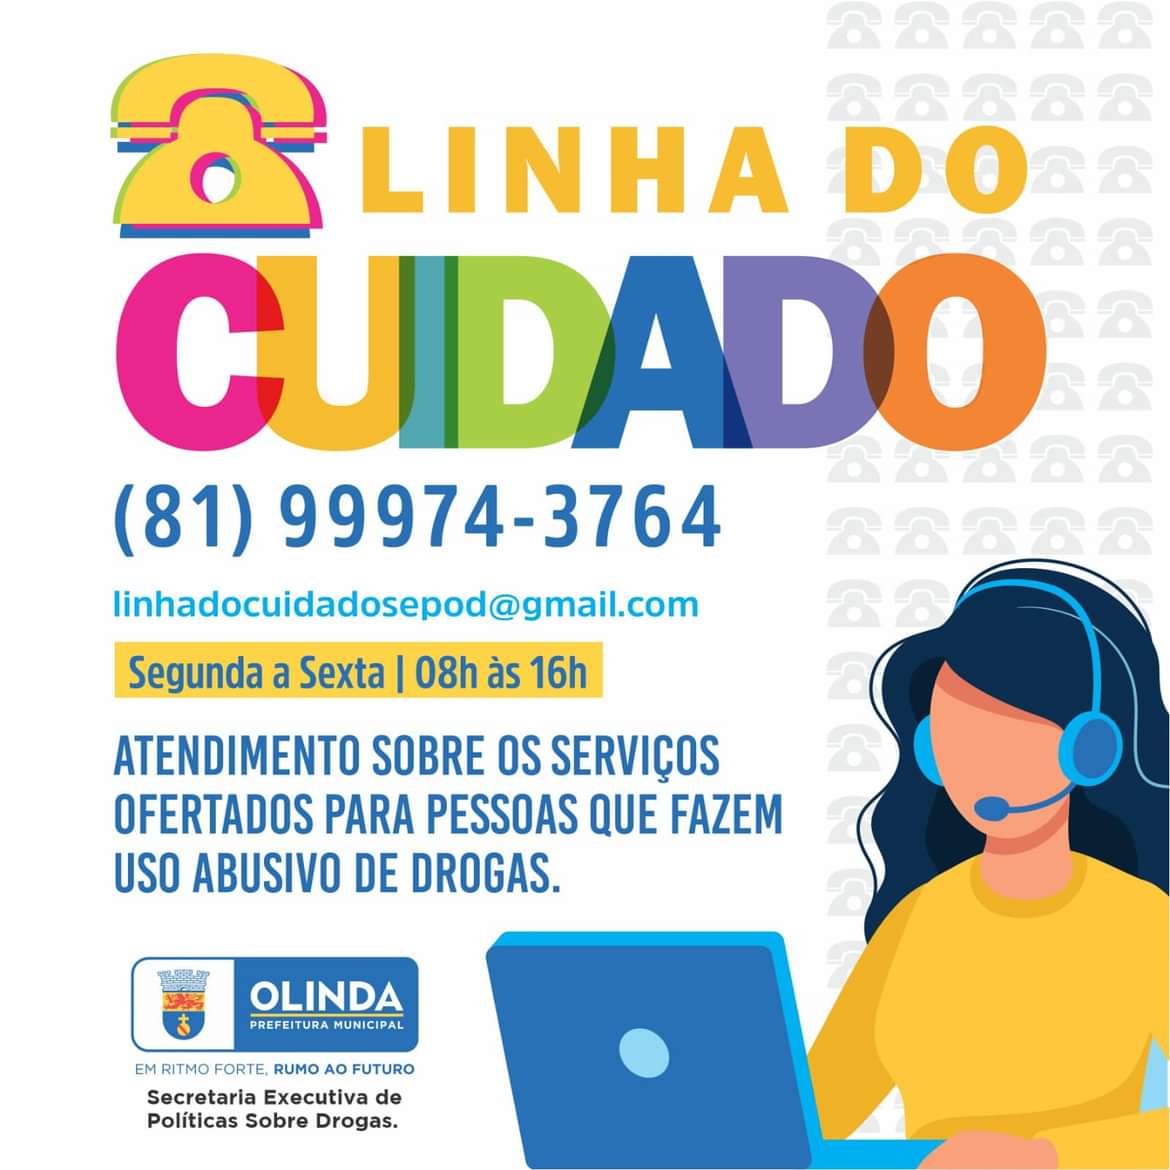 LINHA DO
CUIDADO
(81) 99974-3764
linhadocuidadosepod@gmail.com
Segunda a Sexta | 08h às 16h
ATENDIMENTO SOBRE OS SERVIÇOS
OFERTADOS PARA PESSOAS QUE FAZEM
USO ABUSIVO DE DROGAS.
OLINDA
PREFEITURA MUNICIPAL
EM RITMO FORTE, RUMO AO FUTURO
Secretaria Executiva de
Políticas Sobre Drogas.